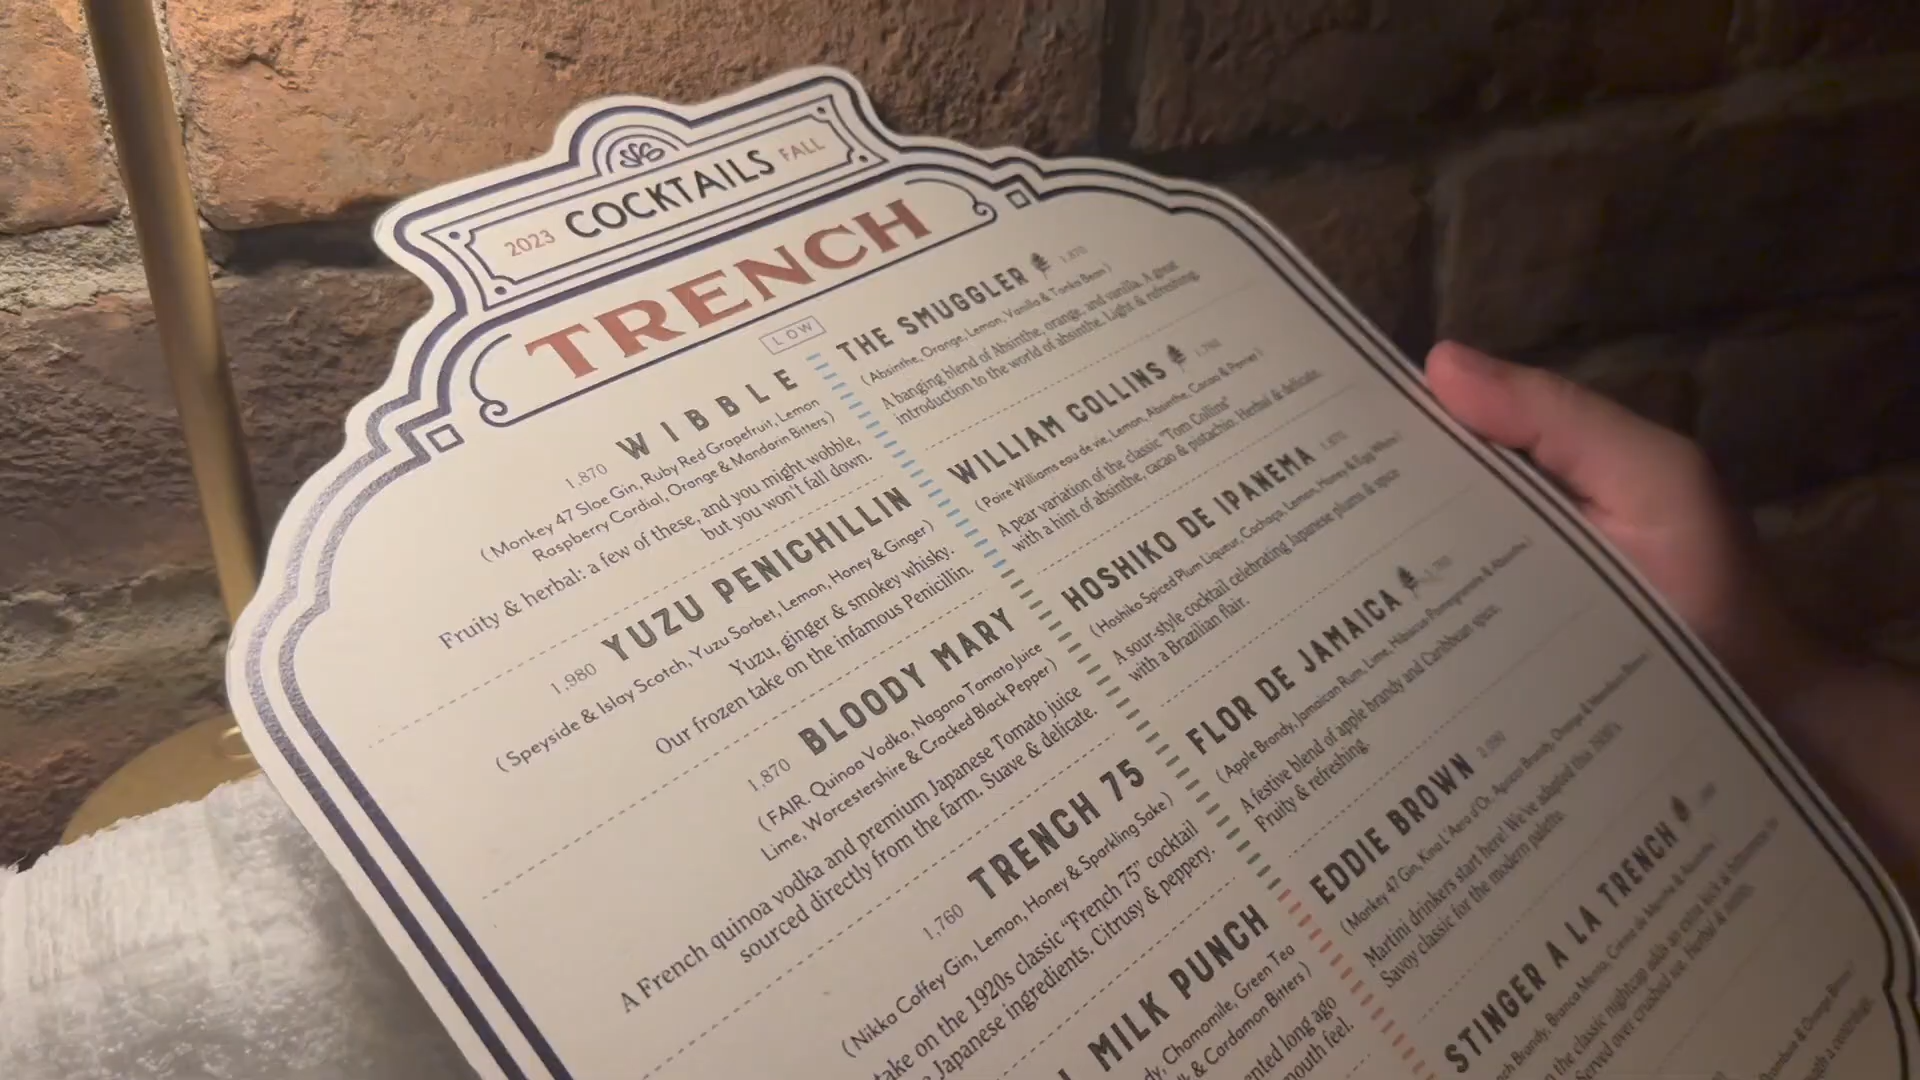 2023 COCKTAILS FALL
TRENCH
LOW
1,870 WIBBLE
(Monkey 47 Sloe Gin, Ruby Red Grapefruit, Lemon
Raspberry Cordial, Orange & Mandarin Bitters)
Fruity & herbal: a few of these, and you might wobble,
but you won't fall down.
1,980 YUZU PENICHILLIN
(Speyside & Islay Scotch, Yuzu Sorbet, Lemon, Honey & Ginger)
Yuzu, ginger & smokey whisky.
Our frozen take on the infamous Penicillin.
1,870 BLOODY MARY
(FAIR. Quinoa Vodka, Nagano Tomato Juice
Lime, Worcestershire & Cracked Black Pepper)
A French quinoa vodka and premium Japanese Tomato juice
sourced directly from the farm. Suave & delicate.
1,760 TRENCH 75
(Nikka Coffey Gin, Lemon, Honey & Sparkling Sake)
take on the 1920s classic "French 75" cocktail
Japanese ingredients. Citrusy & peppery.
MILK PUNCH
Chamomile, Green Tea
& Cardamon Bitters)
ented long ago
mouth feel.
THE SMUGGLER 1,870
(Absinthe, Orange, Lemon, Vanilla & Tonka Bean)
A banging blend of Absinthe, orange, and vanilla. A great
introduction to the world of absinthe. Light & refreshing.
WILLIAM COLLINS
(Poire Williams eau de vie, Lemon, Absinthe, Cacao &
A pear variation of the classic "Tom Collins"
with a hint of absinthe, cacao & pistachio. Herbal & delicate.
HOSHIKO DE IPANEMA 1,870
(Hoshiko Spiced Plum Liqueur, Cachaça, Lemon, Honey & Egg White)
A sour-style cocktail celebrating Japanese plums & spice
with a Brazilian flair.
FLOR DE JAMAICA
(Apple Brandy, Jamaican Rum, Lime, Hibiscus Pomegranate & Absinthe)
A festive blend of apple brandy and Caribbean spice.
Fruity & refreshing.
EDDIE BROWN
(Monkey 47 Gin, Kina L'Aero d'Or, Apricot Brandy, Orange & Mandarin
Martini drinkers start here! We've adapted this 1930's
Savoy classic for the modern palette.
STINGER A LA TRENCH
Brandy, Branca Menta, Creme de Menthe & Absinthe)
the classic nightcap adds an extra kick &
Served over crushed ice. Herbal &